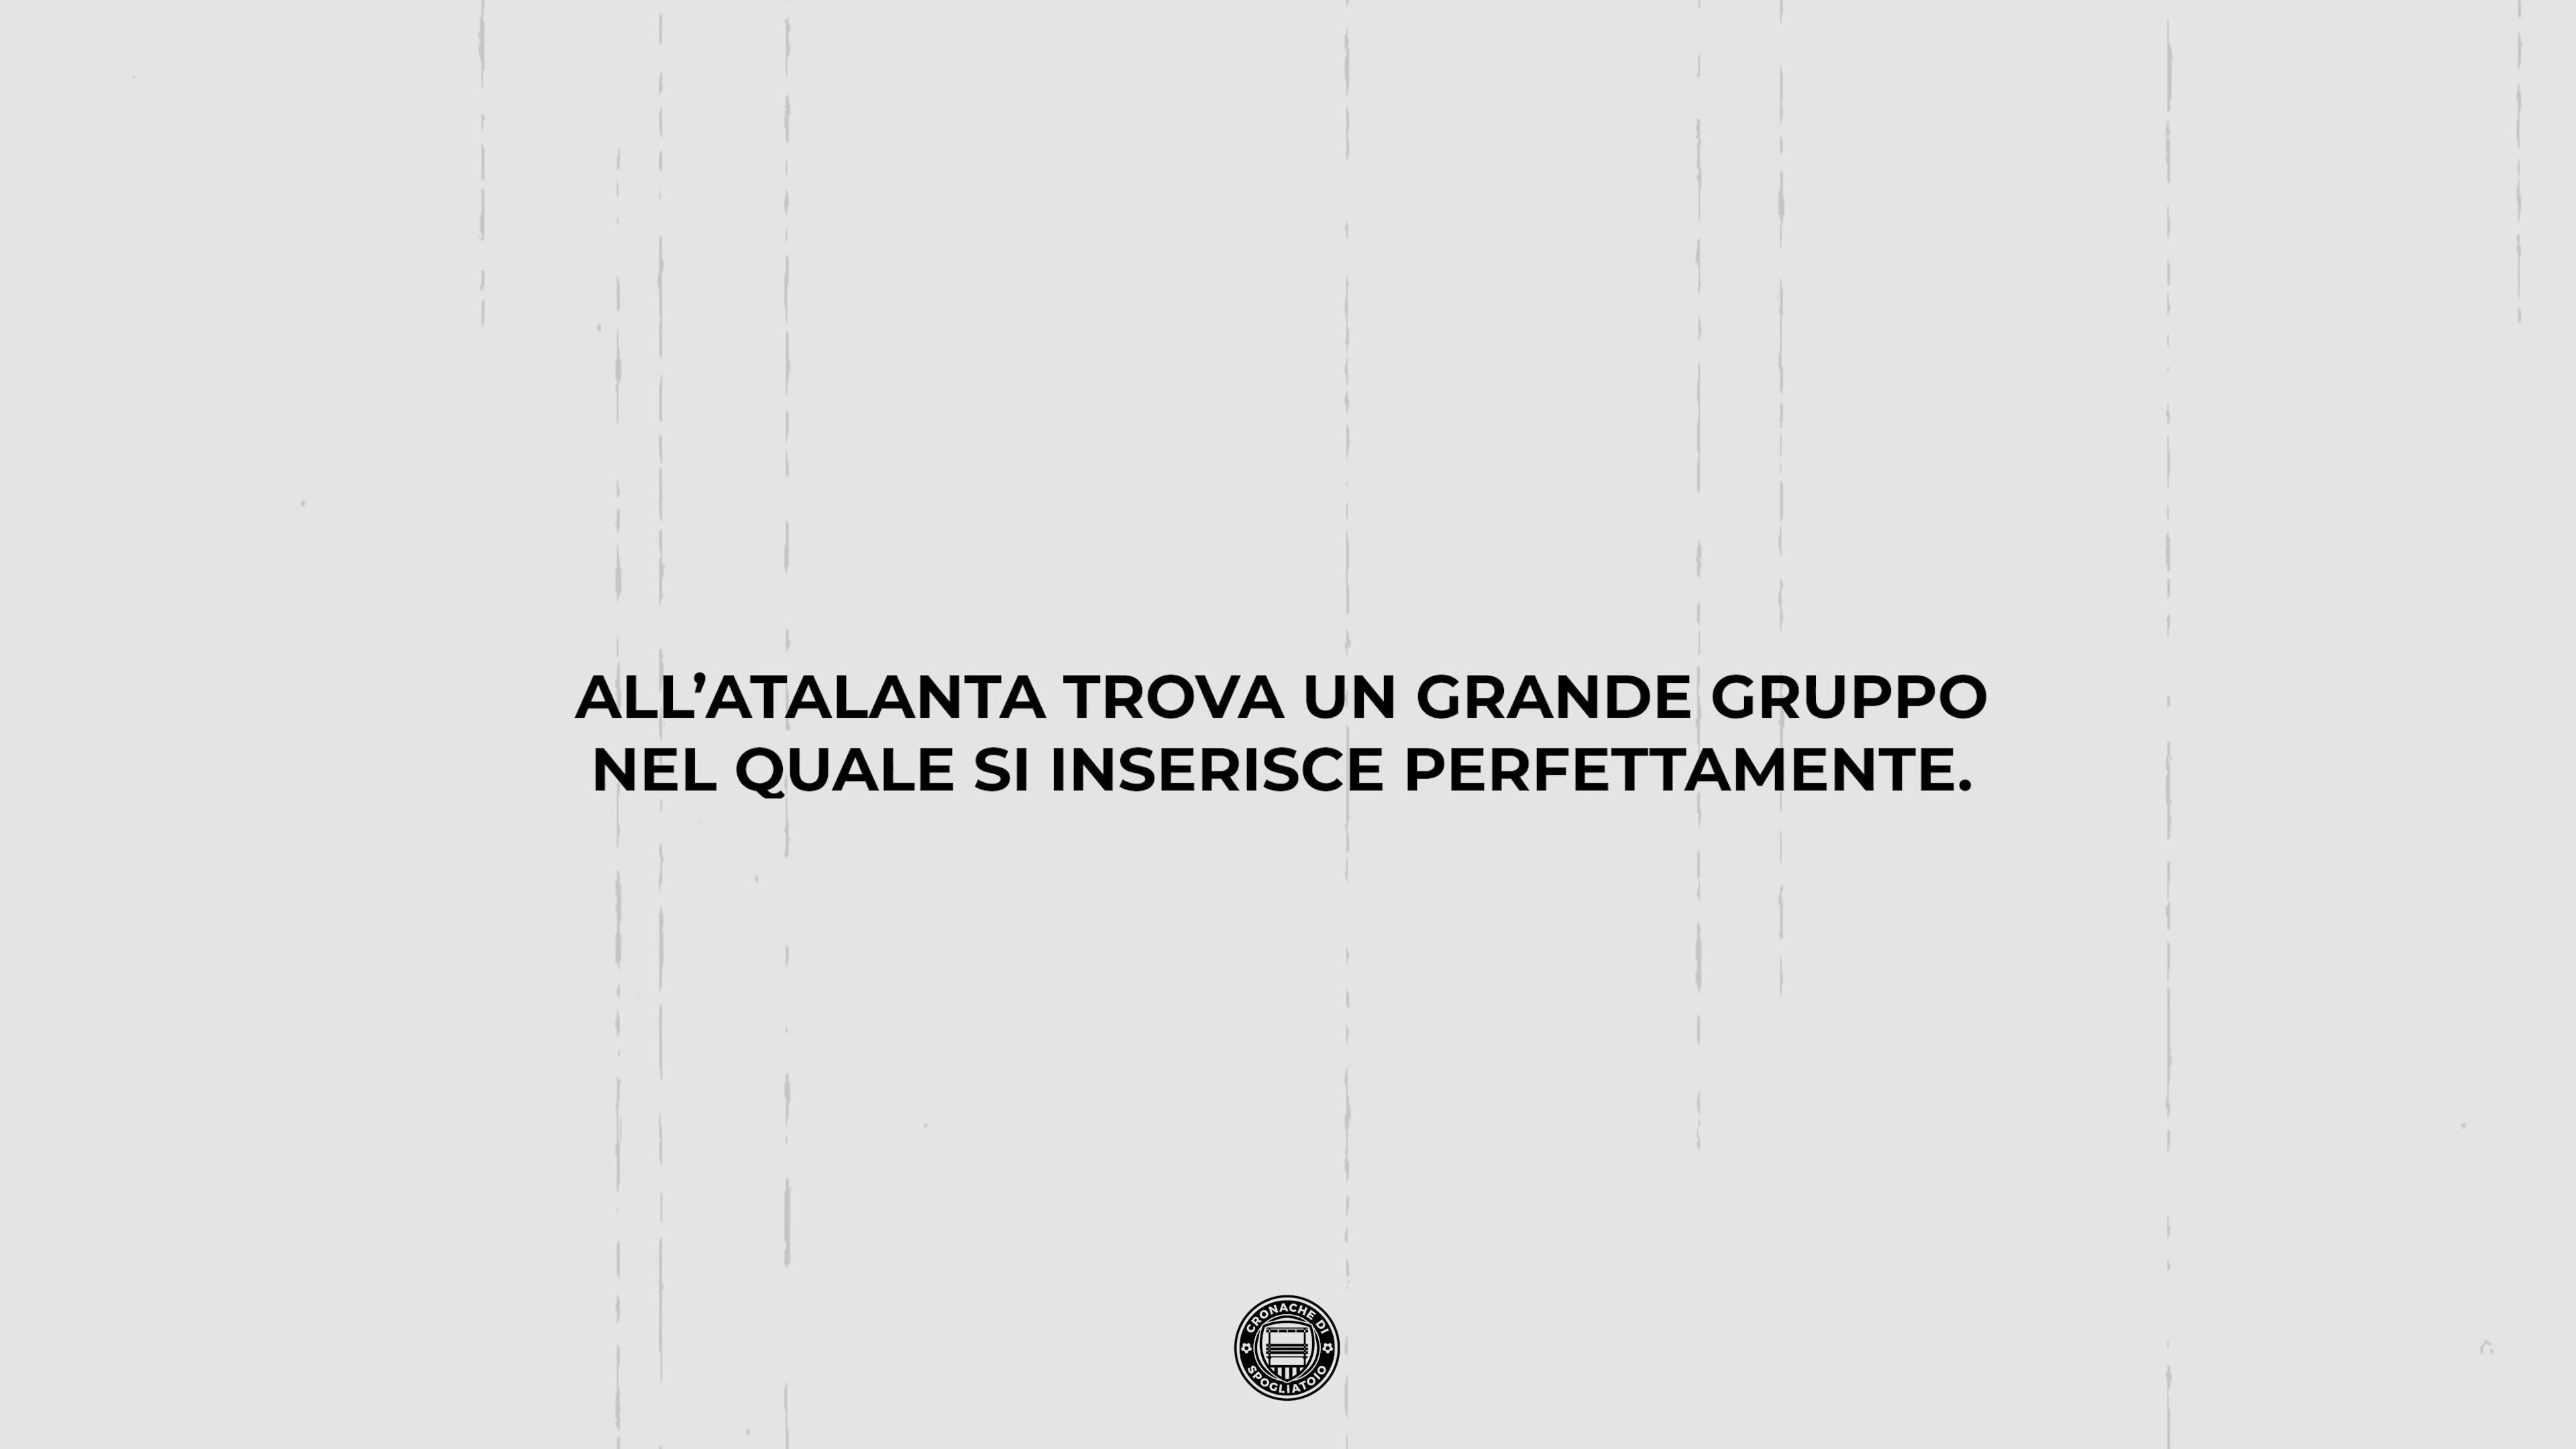 ALL’ATALANTA TROVA UN GRANDE GRUPPO
NEL QUALE SI INSERISCE PERFETTAMENTE.
CRONACHE DI
SPOGLIATOIO